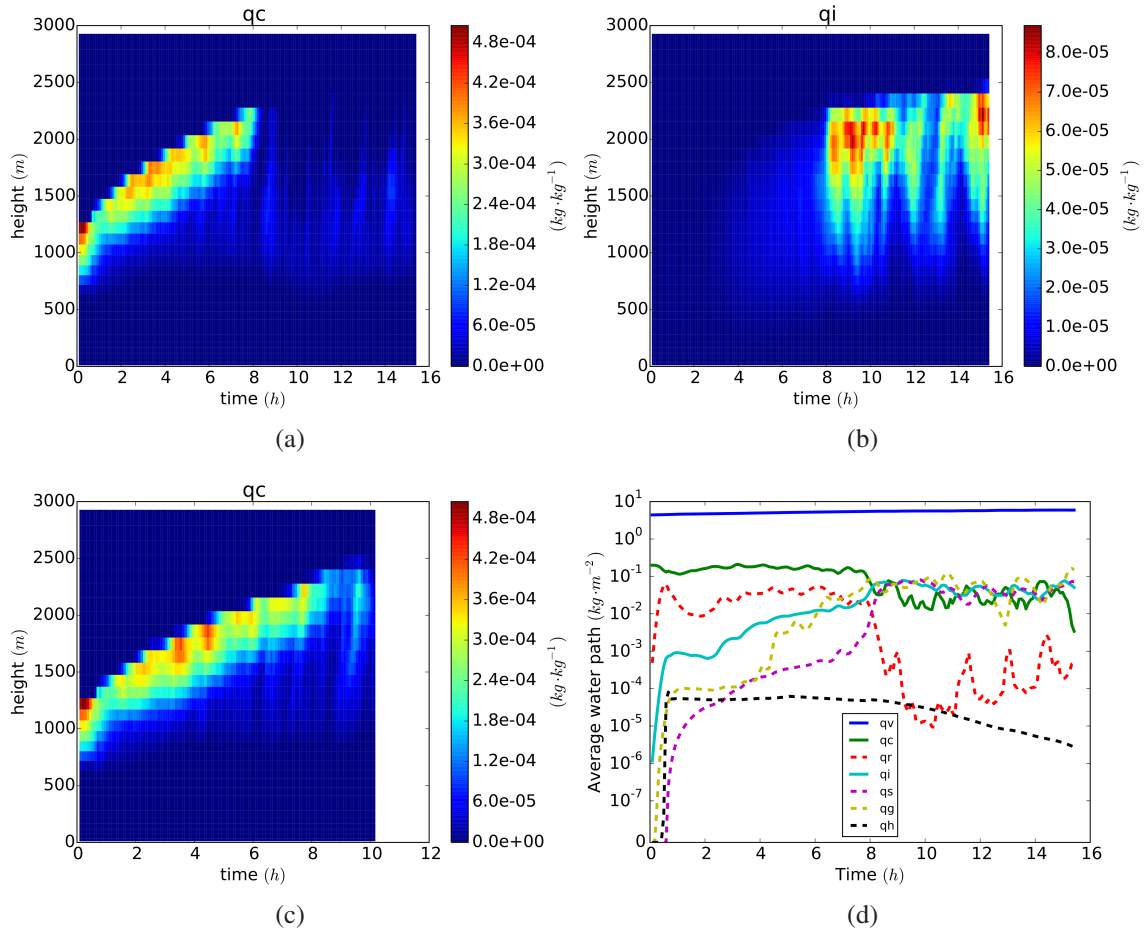 qc
3000
2500
2000
1500
1000
500
0
height (m)
0 2 4 6 8 10 12 14 16
time (h)
4.8e-04
4.2e-04
3.6e-04
3.0e-04
2.4e-04
1.8e-04
1.2e-04
6.0e-05
0.0e+00
(kg·kg⁻¹)
(a)
qi
3000
2500
2000
1500
1000
500
0
height (m)
0 2 4 6 8 10 12 14 16
time (h)
8.0e-05
7.0e-05
6.0e-05
5.0e-05
4.0e-05
3.0e-05
2.0e-05
1.0e-05
0.0e+00
(kg·kg⁻¹)
(b)
qc
3000
2500
2000
1500
1000
500
0
height (m)
0 2 4 6 8 10 12
time (h)
4.8e-04
4.2e-04
3.6e-04
3.0e-04
2.4e-04
1.8e-04
1.2e-04
6.0e-05
0.0e+00
(kg·kg⁻¹)
(c)
10¹
10⁰
10⁻¹
10⁻²
10⁻³
10⁻⁴
10⁻⁵
10⁻⁶
10⁻⁷
0
Average water path (kg·m⁻²)
qv
qc
qr
qi
qs
qg
qh
0 2 4 6 8 10 12 14 16
Time (h)
(d)